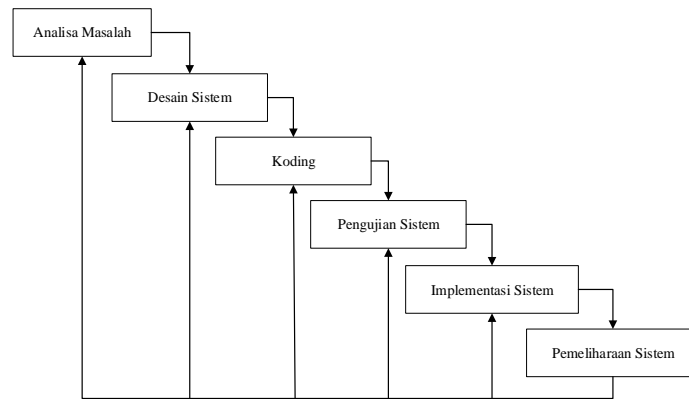 Analisa Masalah
Desain Sistem
Koding
Pengujian Sistem
Implementasi Sistem
Pemeliharaan Sistem